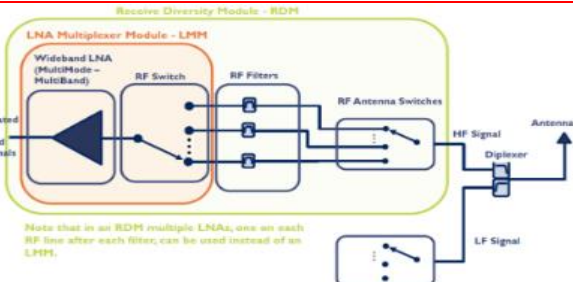 Receive Diversity Module - RDM
LNA Multiplexer Module - LMM
Wideband LNA
(MultiMode –
MultiBand)
RF Switch
RF Filters
RF Antenna Switches
HF Signal
Antenna
Diplexer
LF Signal
Note that in an RDM multiple LNAs, one on each
RF line after each filter, can be used instead of an
LMM.